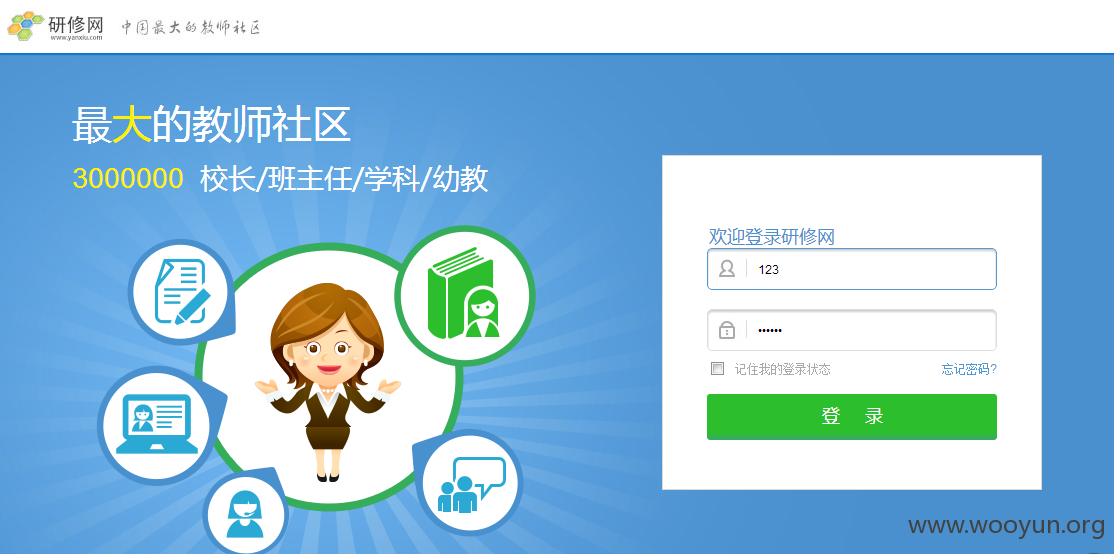 研修网 中国最大的教师社区
www.yanxiu.com
最大的教师社区
3000000 校长/班主任/学科/幼教
欢迎登录研修网
123
••••••
记住我的登录状态 忘记密码?
登 录
www.wooyun.org